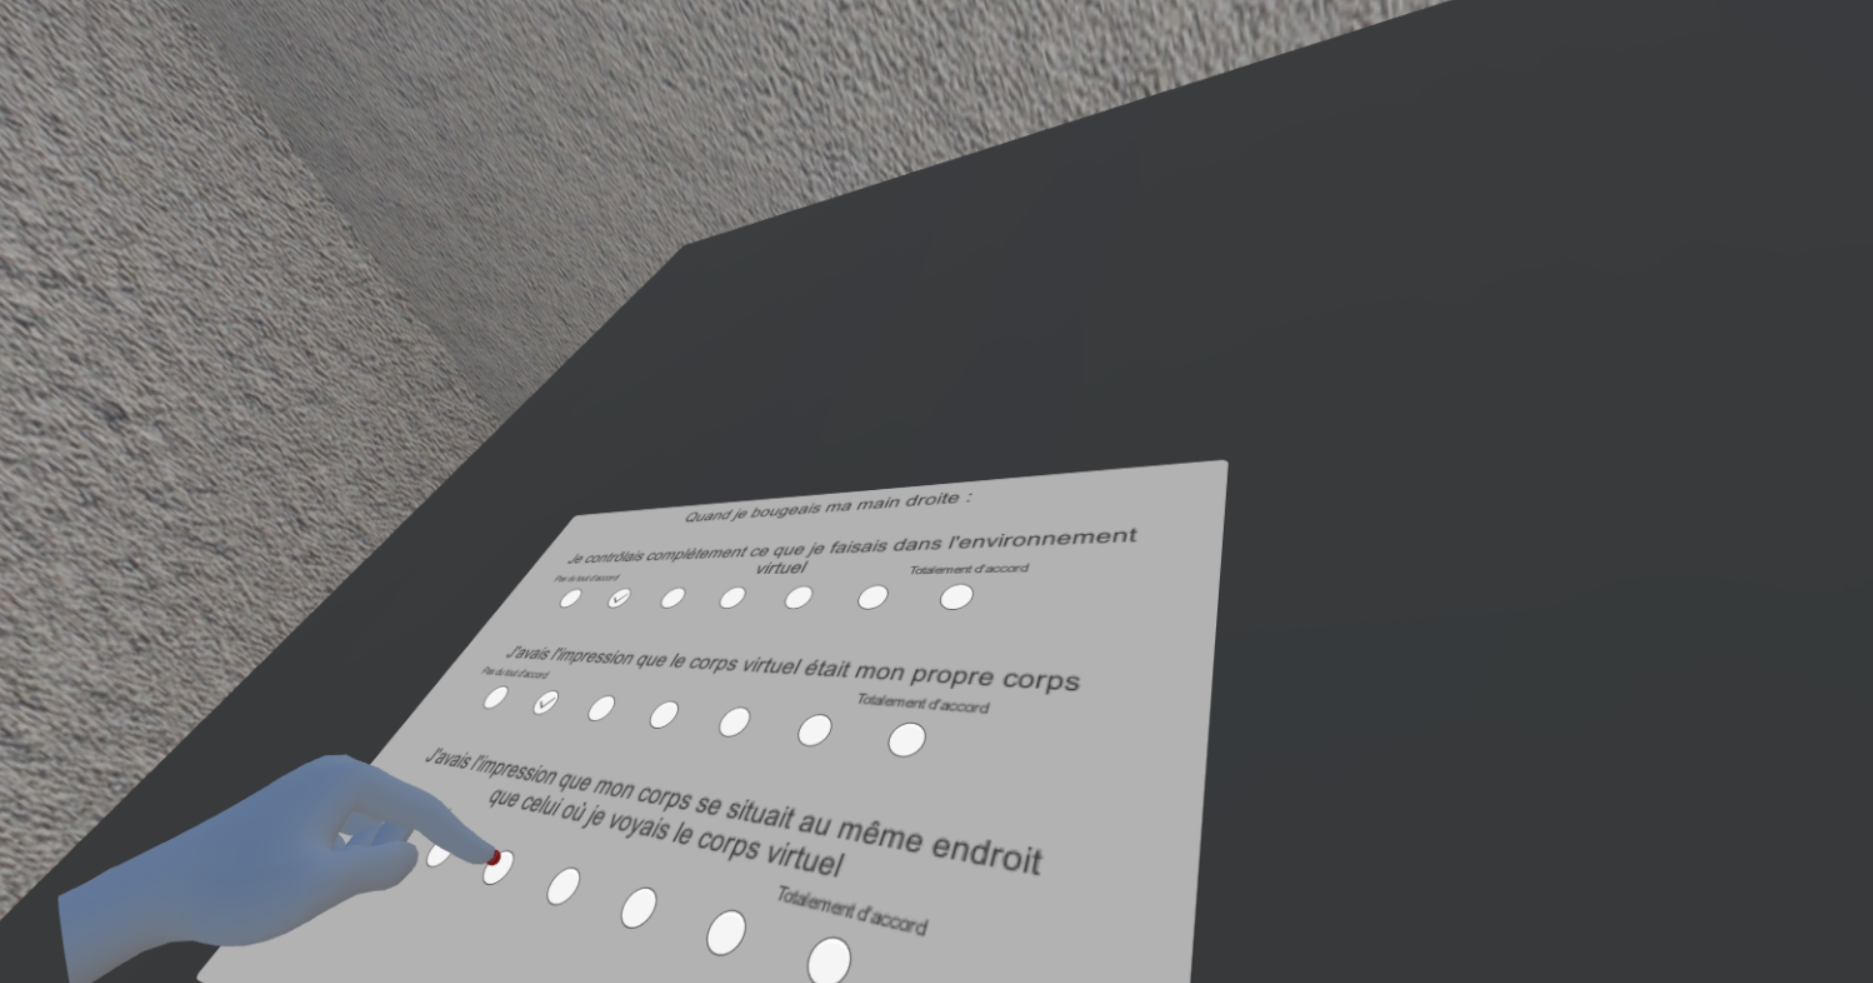 Quand je bougeais ma main droite :
Je contrôlais complètement ce que je faisais dans l'environnement
virtuel
Pas du tout d'accord
Totalement d'accord
J'avais l'impression que le corps virtuel était mon propre corps
Pas du tout d'accord
Totalement d'accord
J'avais l'impression que mon corps se situait au même endroit
que celui où je voyais le corps virtuel
Totalement d'accord